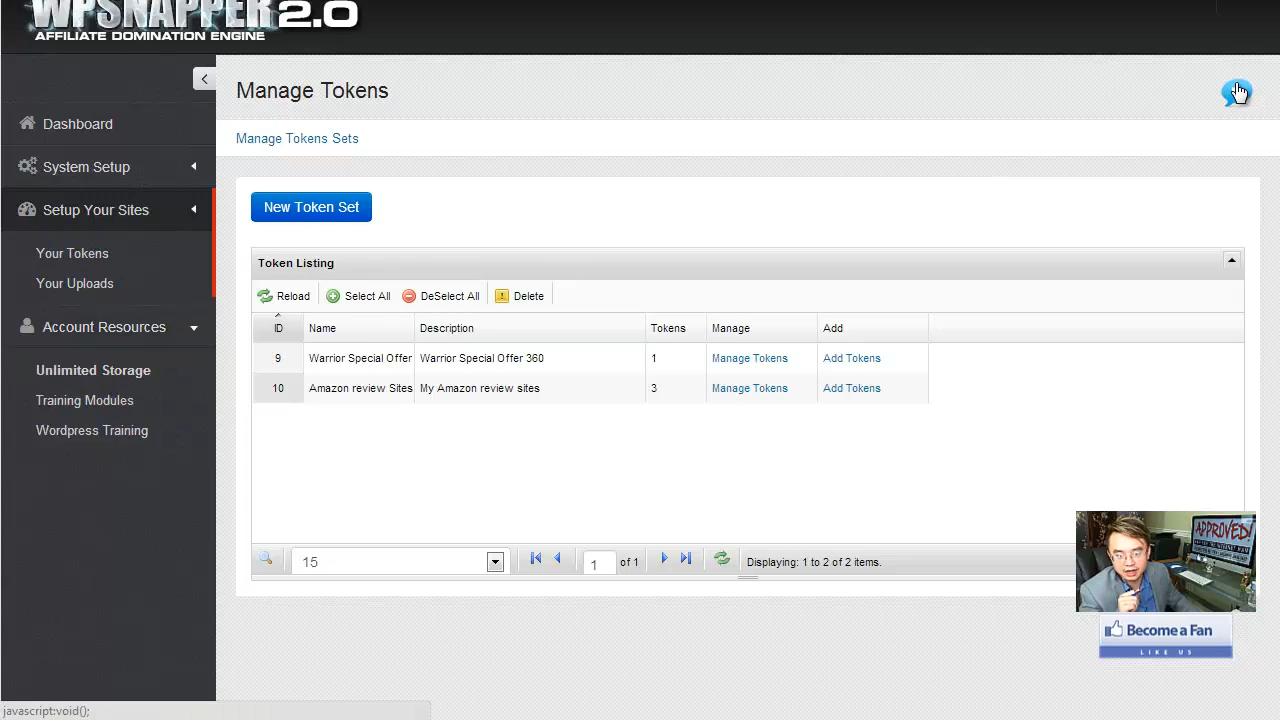 WPSNAPPER 2.0
AFFILIATE DOMINATION ENGINE
Manage Tokens
Dashboard
Manage Tokens Sets
System Setup
Setup Your Sites
New Token Set
Your Tokens
Your Uploads
Token Listing
Reload
Select All
DeSelect All
Delete
Account Resources
ID
Name
Description
Tokens
Manage
Add
9
Warrior Special Offer
Warrior Special Offer 360
1
Manage Tokens
Add Tokens
10
Amazon review Sites
My Amazon review sites
3
Manage Tokens
Add Tokens
Unlimited Storage
Training Modules
Wordpress Training
APPROVED!
15
1
of 1
Displaying: 1 to 2 of 2 items.
Become a Fan
LIKE US
javascript:void();